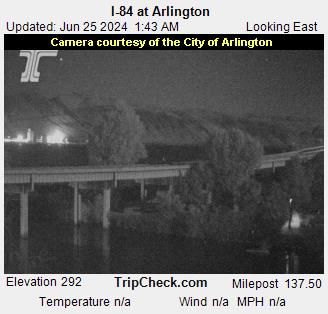 I-84 at Arlington
Updated: Jun 25 2024 1:43 AM Looking East
Camera courtesy of the City of Arlington
Elevation 292 TripCheck.com Milepost 137.50
Temperature n/a Wind n/a MPH n/a